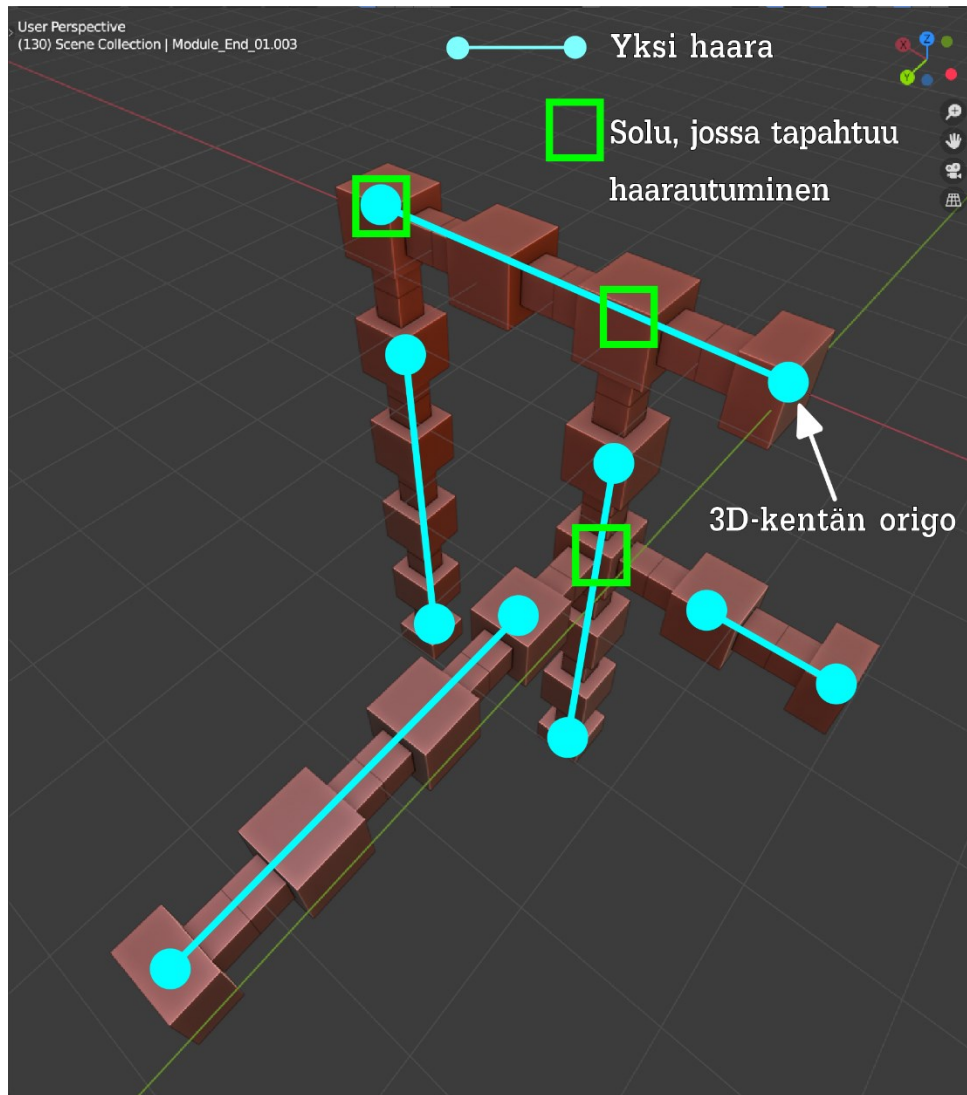 User Perspective
(130) Scene Collection | Module_End_01.003
Yksi haara
X
Z
Y
Solu, jossa tapahtuu
haarautuminen
3D-kentän origo